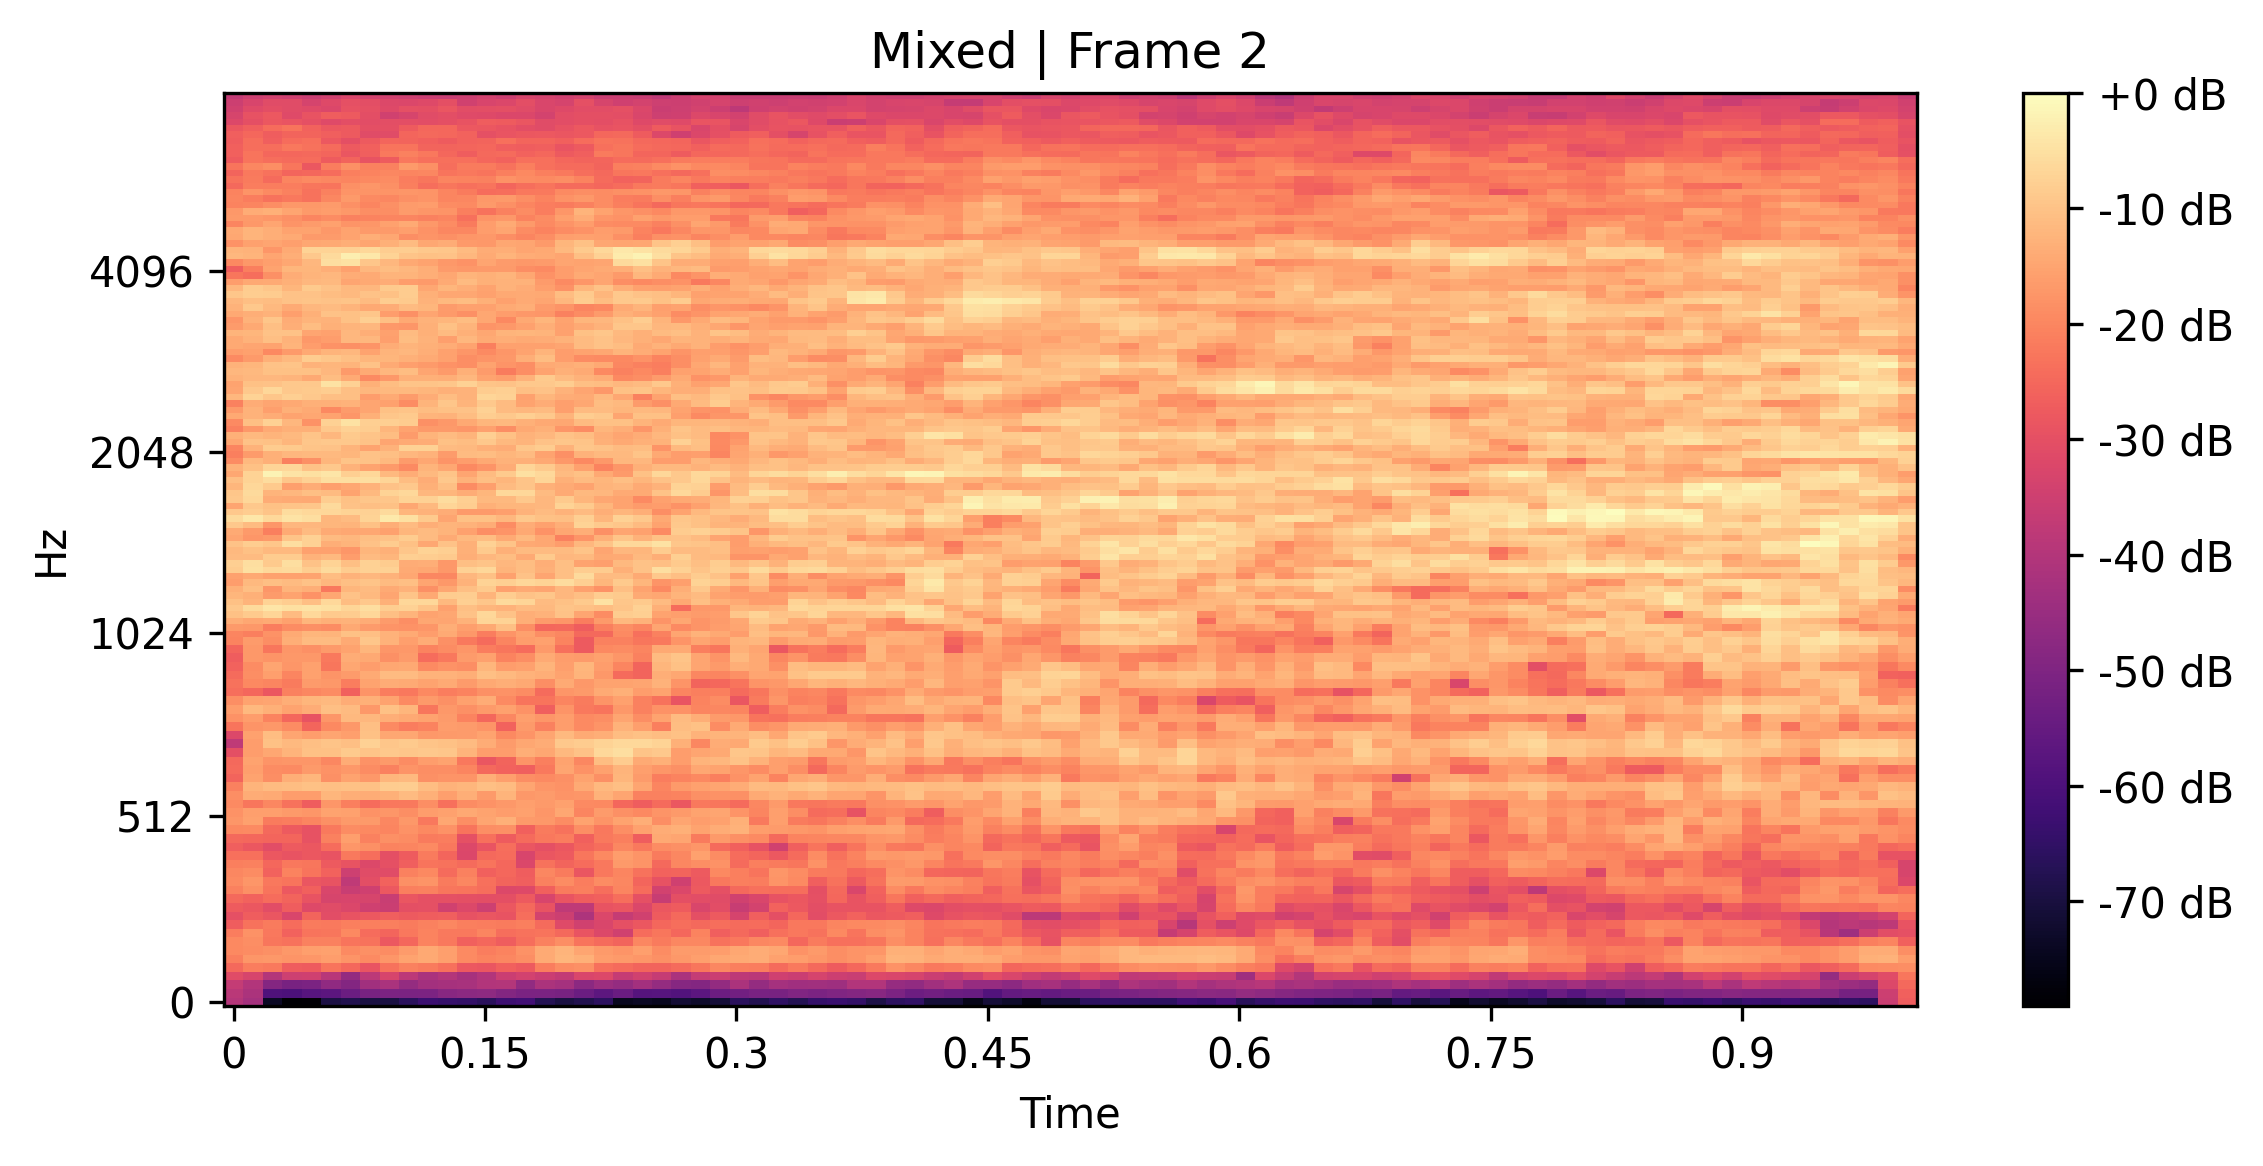 Mixed | Frame 2
Hz
4096
2048
1024
512
0
0 0.15 0.3 0.45 0.6 0.75 0.9
Time
+0 dB
-10 dB
-20 dB
-30 dB
-40 dB
-50 dB
-60 dB
-70 dB